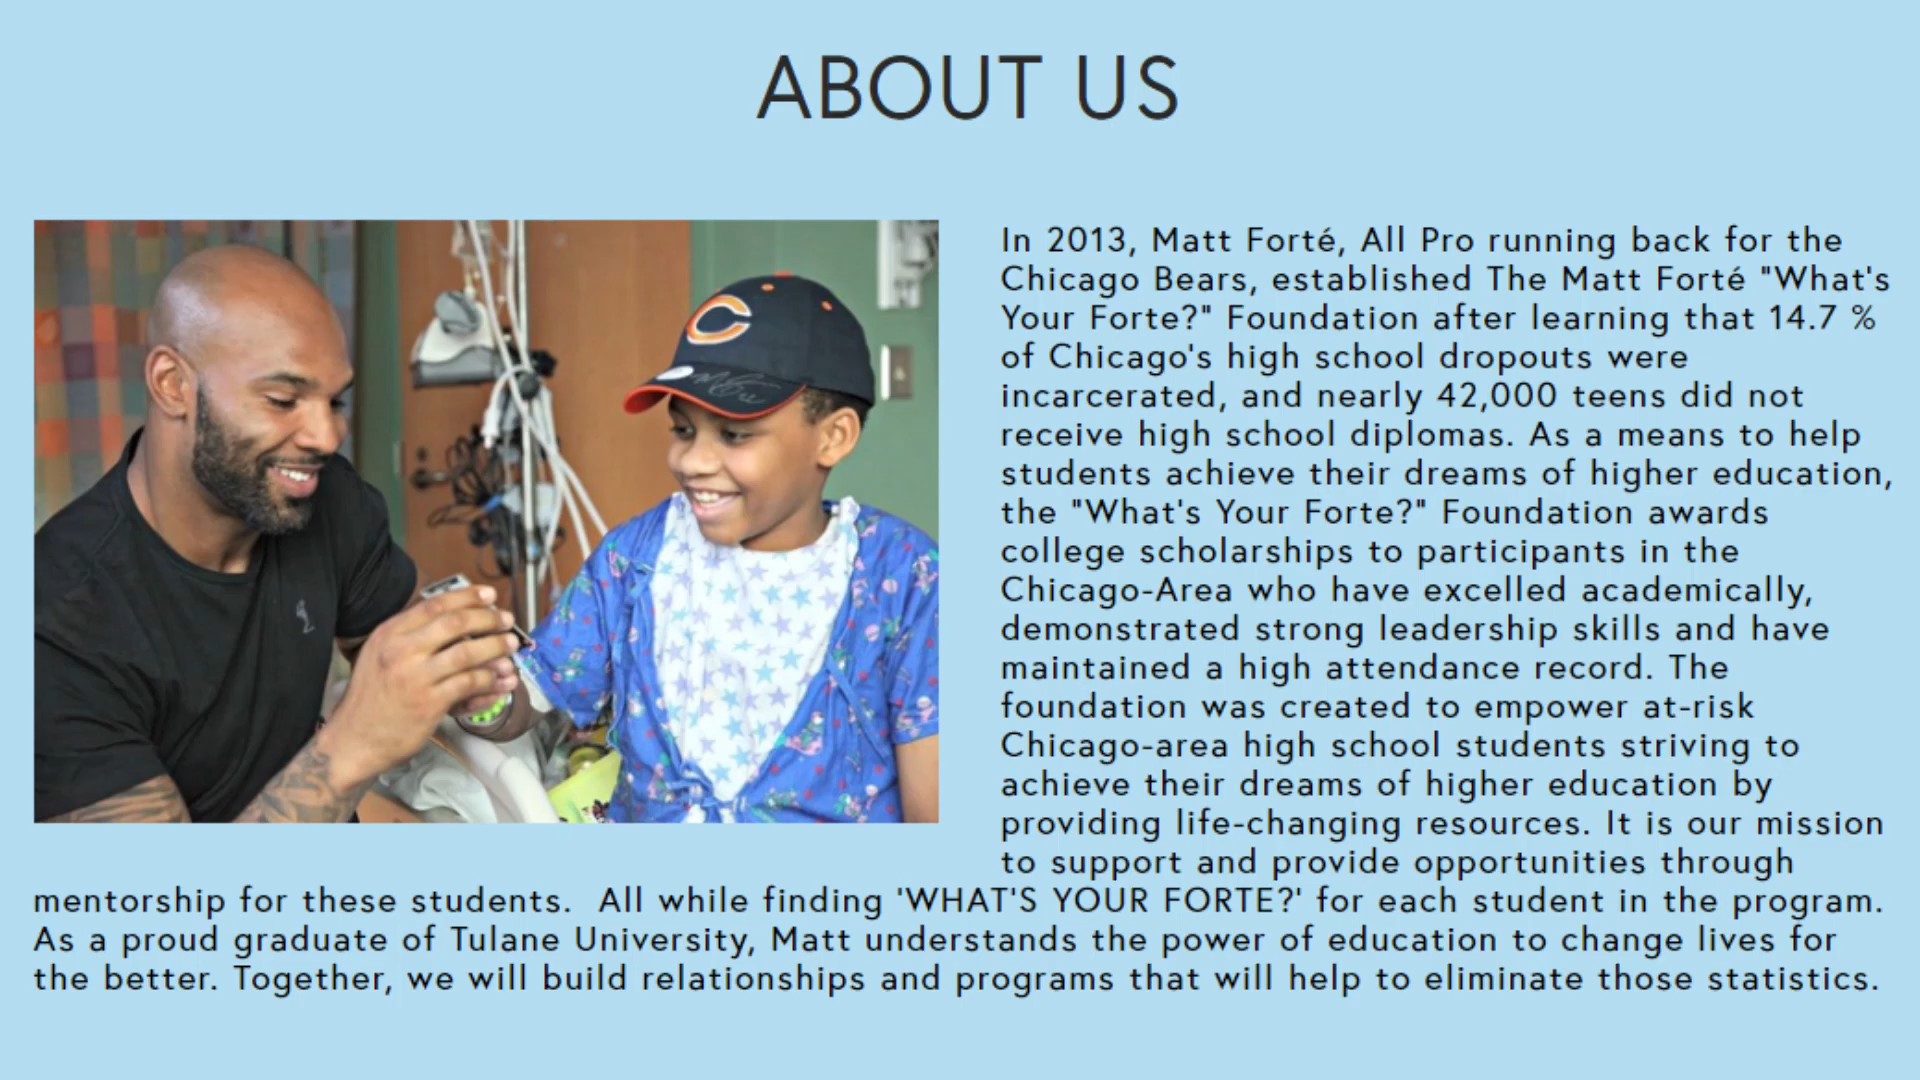 ABOUT US
In 2013, Matt Forté, All Pro running back for the
Chicago Bears, established The Matt Forté "What's
Your Forte?" Foundation after learning that 14.7 %
of Chicago's high school dropouts were
incarcerated, and nearly 42,000 teens did not
receive high school diplomas. As a means to help
students achieve their dreams of higher education,
the "What's Your Forte?" Foundation awards
college scholarships to participants in the
Chicago-Area who have excelled academically,
demonstrated strong leadership skills and have
maintained a high attendance record. The
foundation was created to empower at-risk
Chicago-area high school students striving to
achieve their dreams of higher education by
providing life-changing resources. It is our mission
to support and provide opportunities through
mentorship for these students.  All while finding 'WHAT'S YOUR FORTE?' for each student in the program.
As a proud graduate of Tulane University, Matt understands the power of education to change lives for
the better. Together, we will build relationships and programs that will help to eliminate those statistics.